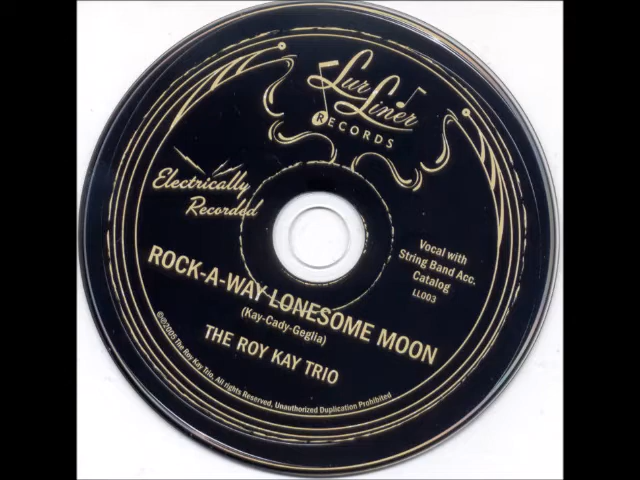 Lur Liner
RECORDS
Electrically
Recorded
Vocal with
String Band Acc.
Catalog
LL003
ROCK-A-WAY LONESOME MOON
(Kay-Cady-Geglia)
THE ROY KAY TRIO
©℗2005 The Roy Kay Trio. All rights Reserved, Unauthorized Duplication Prohibited